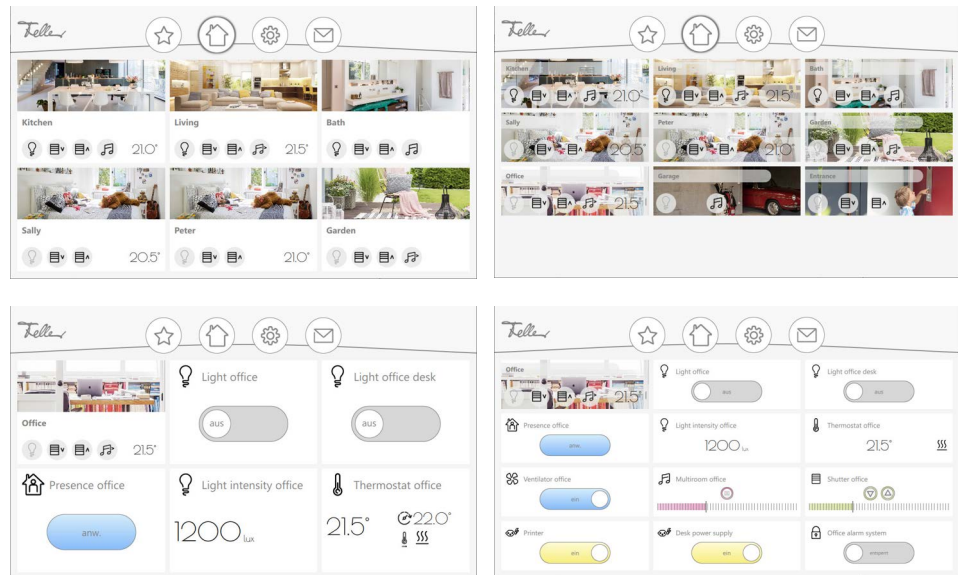 Feller
Kitchen
21.0°
Living
21.5°
Bath
Sally
20.5°
Peter
21.0°
Garden
Feller
Kitchen
21.0°
Living
21.5°
Bath
Sally
20.5°
Peter
21.0°
Garden
Office
21.5°
Garage
Entrance
Feller
Office
21.5°
Light office
aus
Light office desk
aus
Presence office
anw.
Light intensity office
1200 lux
Thermostat office
21.5°
22.0°
Feller
Office
21.5°
Light office
aus
Light office desk
aus
Presence office
anw.
Light intensity office
1200 lux
Thermostat office
21.5°
Ventilator office
ein
Multiroom office
Shutter office
Printer
ein
Desk power supply
ein
Office alarm system
entsperrt